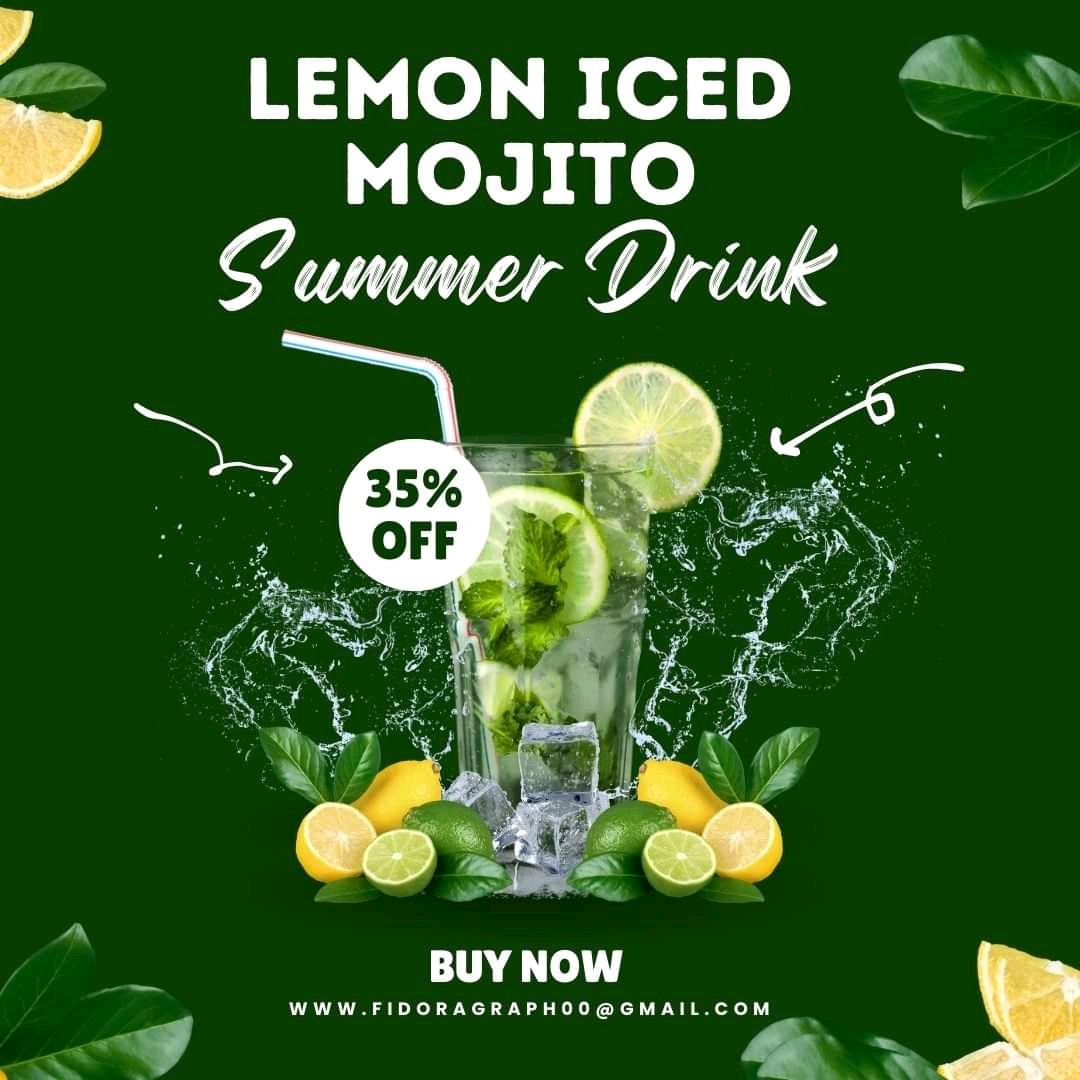 LEMON ICED
MOJITO
Summer Drink
35%
OFF
BUY NOW
WWW.FIDORAGRAPH00@GMAIL.COM